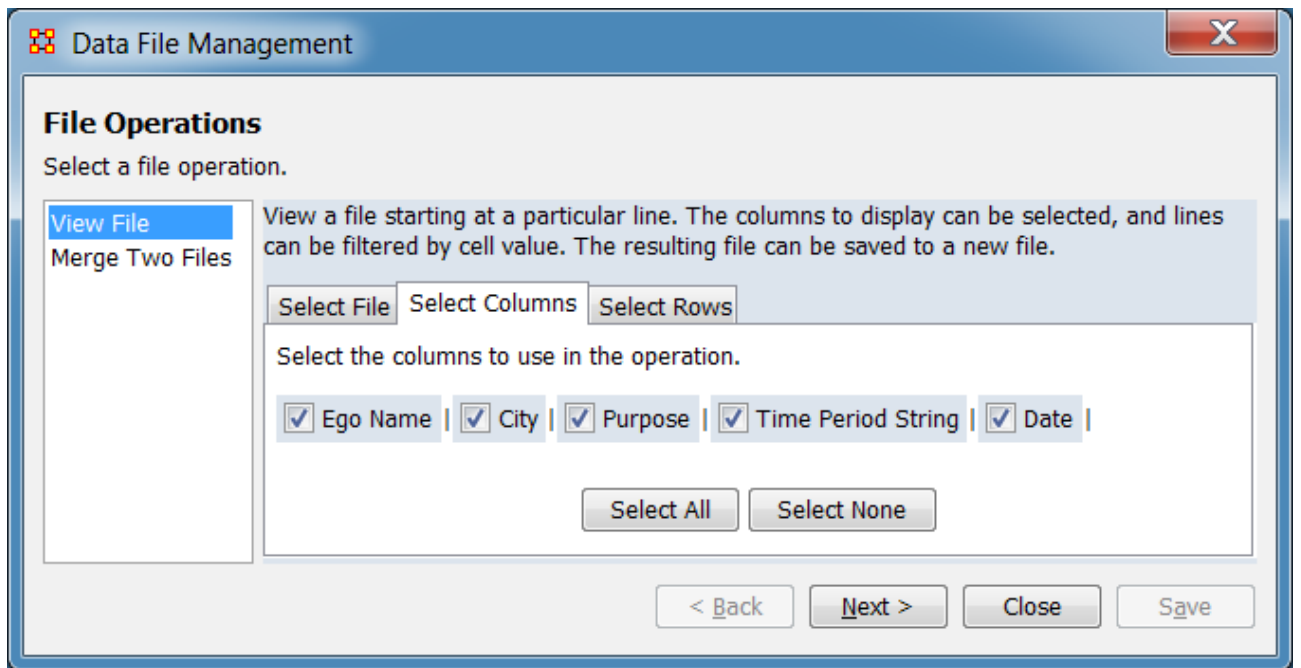 Data File Management
X
File Operations
Select a file operation.
View File
Merge Two Files
View a file starting at a particular line. The columns to display can be selected, and lines
can be filtered by cell value. The resulting file can be saved to a new file.
Select File Select Columns Select Rows
Select the columns to use in the operation.
Ego Name | City | Purpose | Time Period String | Date |
Select All Select None
< Back Next > Close Save